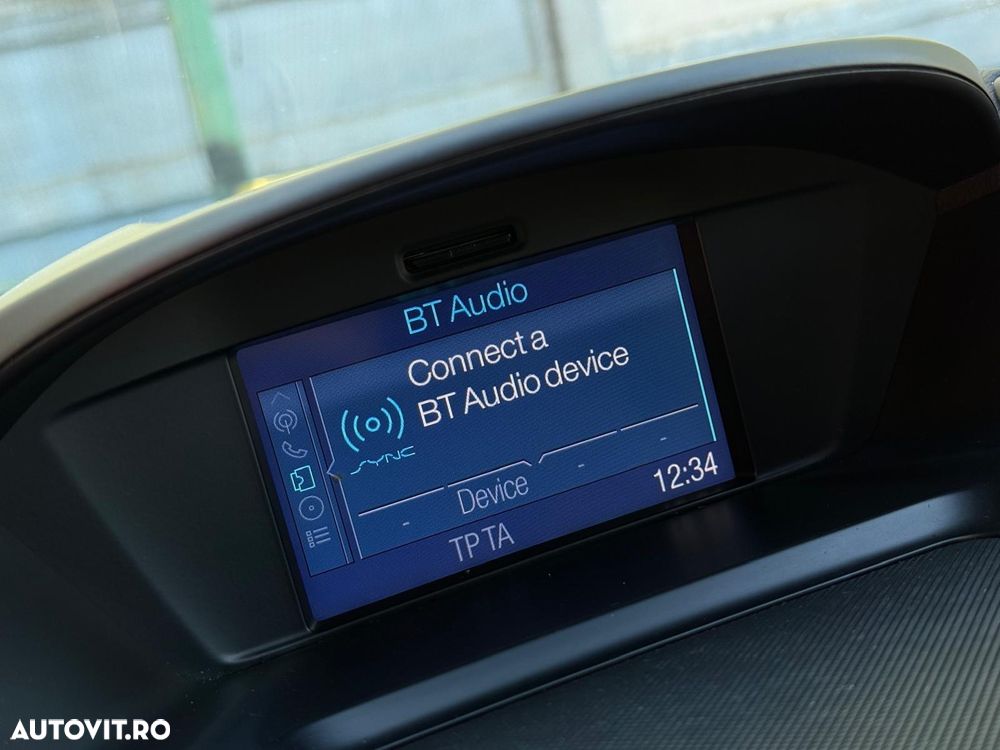 BT Audio
Connect a
BT Audio device
SYNC
- Device - -
12:34
TP TA
AUTOVIT.RO